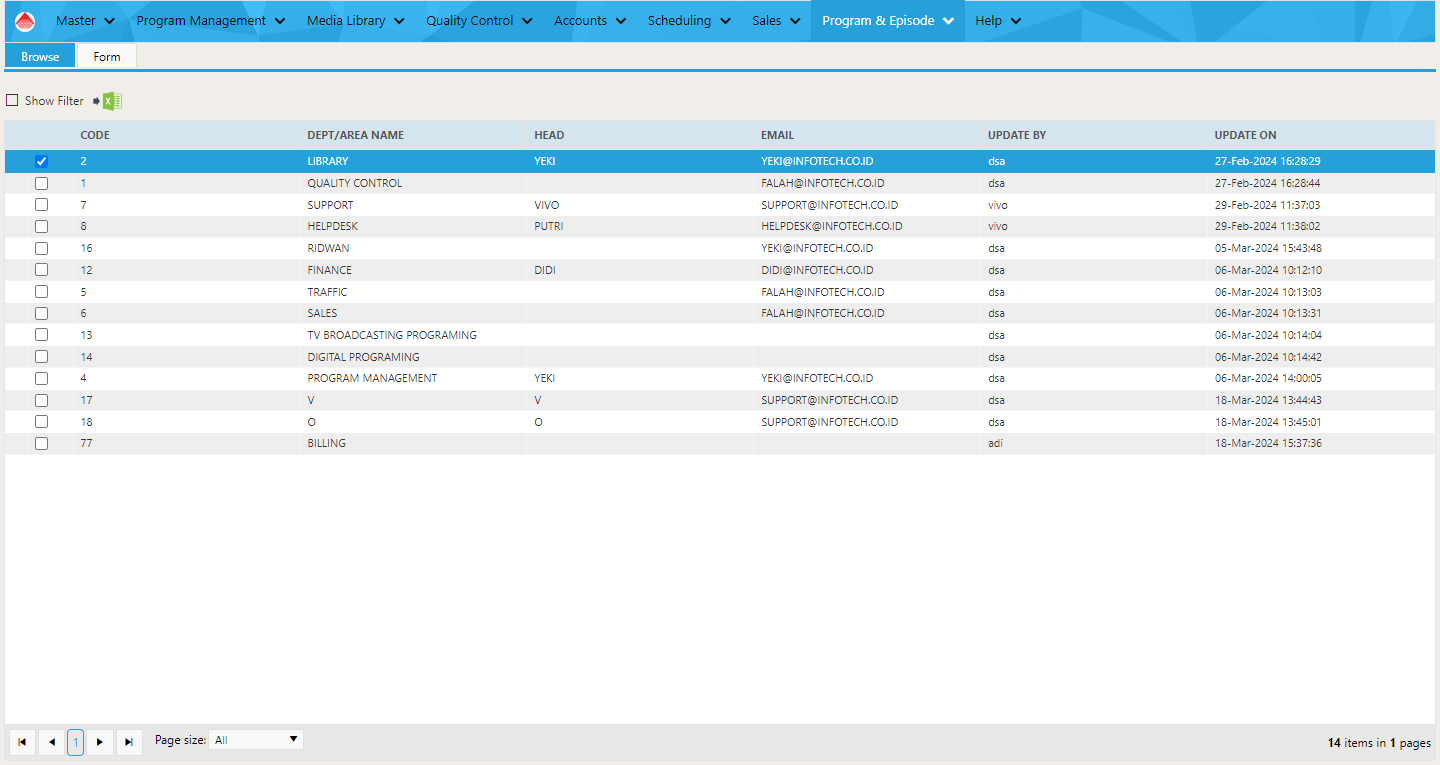 Master Program Management Media Library Quality Control Accounts Scheduling Sales Program & Episode Help
Browse Form
Show Filter
CODE DEPT/AREA NAME HEAD EMAIL UPDATE BY UPDATE ON
2 LIBRARY YEKI YEKI@INFOTECH.CO.ID dsa 27-Feb-2024 16:28:29
1 QUALITY CONTROL FALAH@INFOTECH.CO.ID dsa 27-Feb-2024 16:28:44
7 SUPPORT VIVO SUPPORT@INFOTECH.CO.ID vivo 29-Feb-2024 11:37:03
8 HELPDESK PUTRI HELPDESK@INFOTECH.CO.ID vivo 29-Feb-2024 11:38:02
16 RIDWAN YEKI@INFOTECH.CO.ID dsa 05-Mar-2024 15:43:48
12 FINANCE DIDI DIDI@INFOTECH.CO.ID dsa 06-Mar-2024 10:12:10
5 TRAFFIC FALAH@INFOTECH.CO.ID dsa 06-Mar-2024 10:13:03
6 SALES FALAH@INFOTECH.CO.ID dsa 06-Mar-2024 10:13:31
13 TV BROADCASTING PROGRAMING dsa 06-Mar-2024 10:14:04
14 DIGITAL PROGRAMING dsa 06-Mar-2024 10:14:42
4 PROGRAM MANAGEMENT YEKI YEKI@INFOTECH.CO.ID dsa 06-Mar-2024 14:00:05
17 V V SUPPORT@INFOTECH.CO.ID dsa 18-Mar-2024 13:44:43
18 O O SUPPORT@INFOTECH.CO.ID dsa 18-Mar-2024 13:45:01
77 BILLING adi 18-Mar-2024 15:37:36
1 Page size: All 14 items in 1 pages